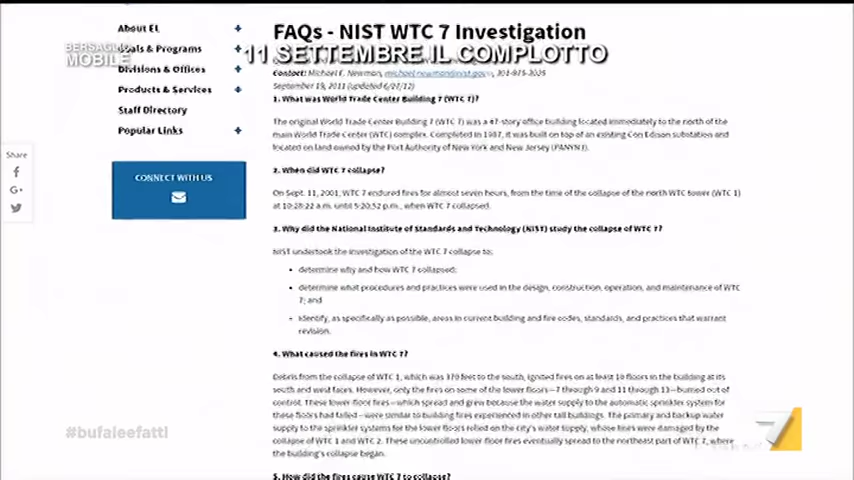 About EL
Goals & Programs
Divisions & Offices
Products & Services
Staff Directory
Popular Links
BERSAGLIO
MOBILE
Share
CONNECT WITH US
FAQs - NIST WTC 7 Investigation
11 SETTEMBRE IL COMPLOTTO
Contact: Michael E. Newman,
September 19, 2011 (updated 6/27/12)
1. What was World Trade Center Building 7 (WTC 7)?
The original World Trade Center Building 7 (WTC 7) was a 47-story office building located immediately to the north of the
main World Trade Center (WTC) complex. Completed in 1987, it was built on top of an existing Con Edison substation and
located on land owned by the Port Authority of New York and New Jersey (PANYNJ).
2. When did WTC 7 collapse?
On Sept. 11, 2001, WTC 7 endured fires for almost seven hours, from the time of the collapse of the north WTC tower (WTC 1)
at 10:28:22 a.m. until 5:20:52 p.m., when WTC 7 collapsed.
3. Why did the National Institute of Standards and Technology (NIST) study the collapse of WTC 7?
NIST undertook the investigation of the WTC 7 collapse to:
• determine why and how WTC 7 collapsed;
• determine what procedures and practices were used in the design, construction, operation, and maintenance of WTC
7; and
• identify, as specifically as possible, areas in current building and fire codes, standards, and practices that warrant
revision.
4. What caused the fires in WTC 7?
Debris from the collapse of WTC 1, which was 370 feet to the south, ignited fires on at least 10 floors in the building at its
south and west faces. However, only the fires on some of the lower floors—7 through 9 and 11 through 13—burned out of
control. These lower-floor fires—which spread and grew because the water supply to the automatic sprinkler system for
these floors had failed—were similar to building fires experienced in other tall buildings. The primary and backup water
supply to the sprinkler systems for the lower floors relied on the city's water supply, whose lines were damaged by the
collapse of WTC 1 and WTC 2. These uncontrolled lower-floor fires eventually spread to the northeast part of WTC 7, where
the building's collapse began.
5. How did the fires cause WTC 7 to collapse?
#bufaleefatti
7